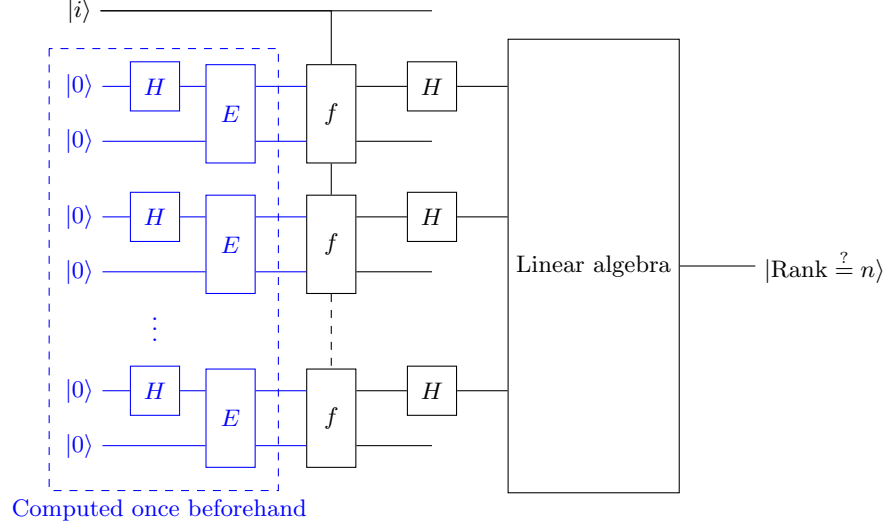 |i⟩
|0⟩ H
E f H
|0⟩
|0⟩ H
E f H
|0⟩
Linear algebra
|Rank ≟ n⟩
⋮
|0⟩ H
E f H
|0⟩
Computed once beforehand